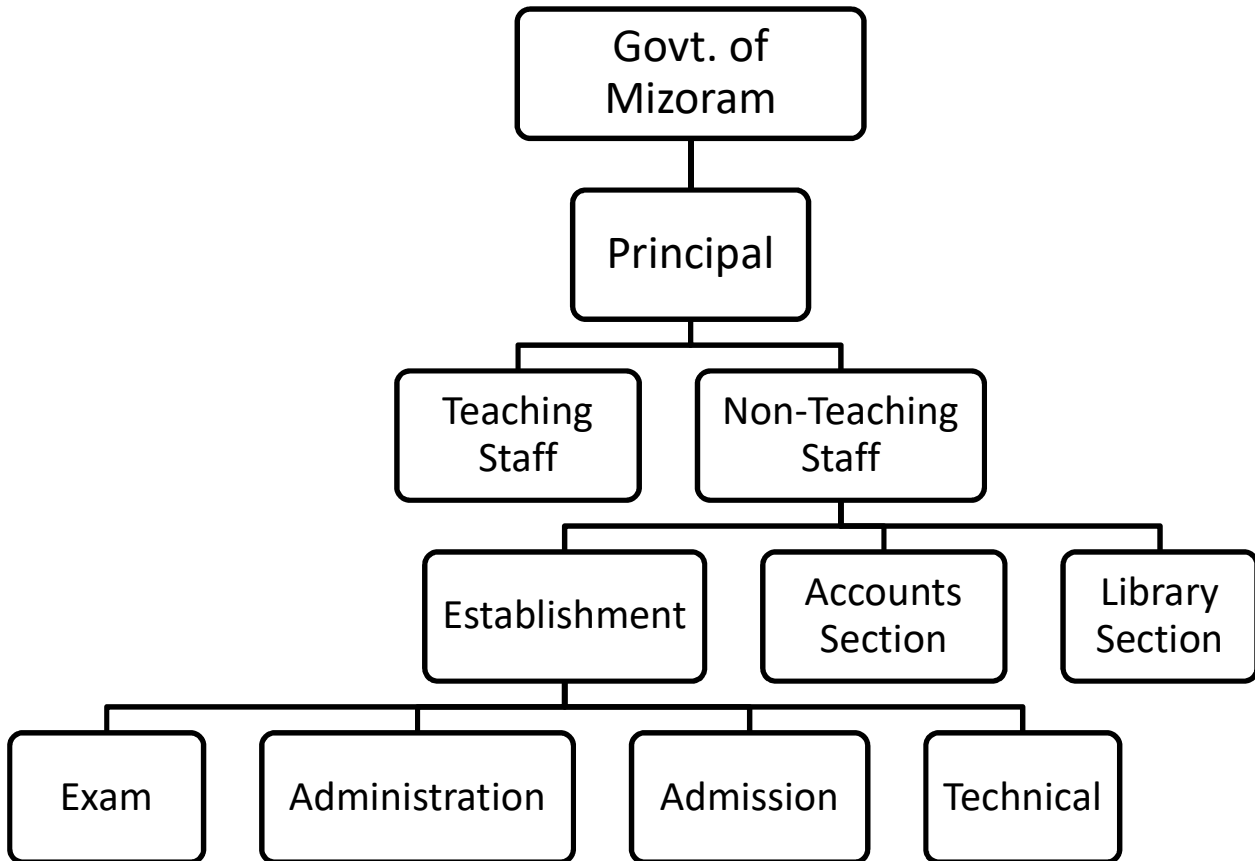 Govt. of
Mizoram
Principal
Teaching
Staff
Non-Teaching
Staff
Establishment
Accounts
Section
Library
Section
Exam
Administration
Admission
Technical